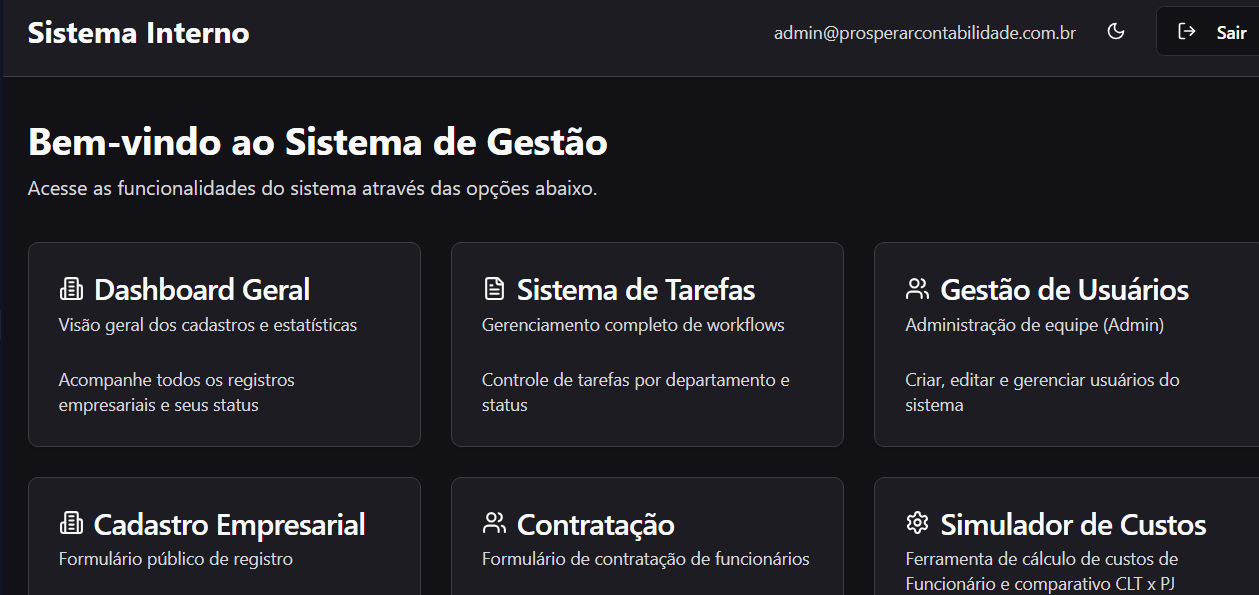 Sistema Interno
admin@prosperarcontabilidade.com.br
Sair
Bem-vindo ao Sistema de Gestão
Acesse as funcionalidades do sistema através das opções abaixo.
Dashboard Geral
Visão geral dos cadastros e estatísticas
Acompanhe todos os registros
empresariais e seus status
Sistema de Tarefas
Gerenciamento completo de workflows
Controle de tarefas por departamento e
status
Gestão de Usuários
Administração de equipe (Admin)
Criar, editar e gerenciar usuários do
sistema
Cadastro Empresarial
Formulário público de registro
Contratação
Formulário de contratação de funcionários
Simulador de Custos
Ferramenta de cálculo de custos de
Funcionário e comparativo CLT x PJ